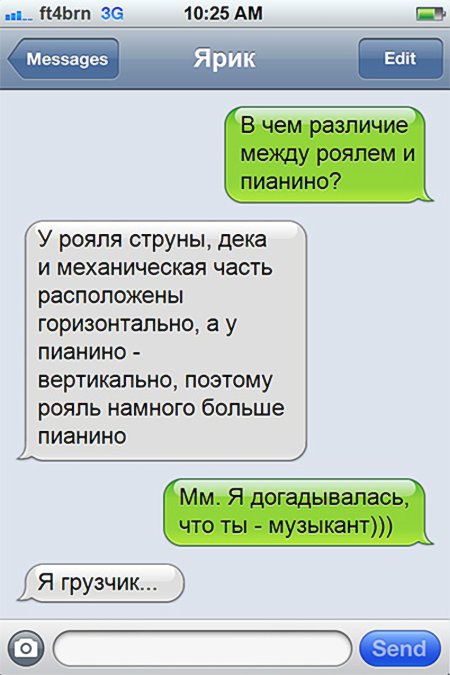 ft4brn 3G 10:25 AM
Messages Ярик Edit
В чем различие
между роялем и
пианино?
У рояля струны, дека
и механическая часть
расположены
горизонтально, а у
пианино -
вертикально, поэтому
рояль намного больше
пианино
Мм. Я догадывалась,
что ты - музыкант)))
Я грузчик...
Send